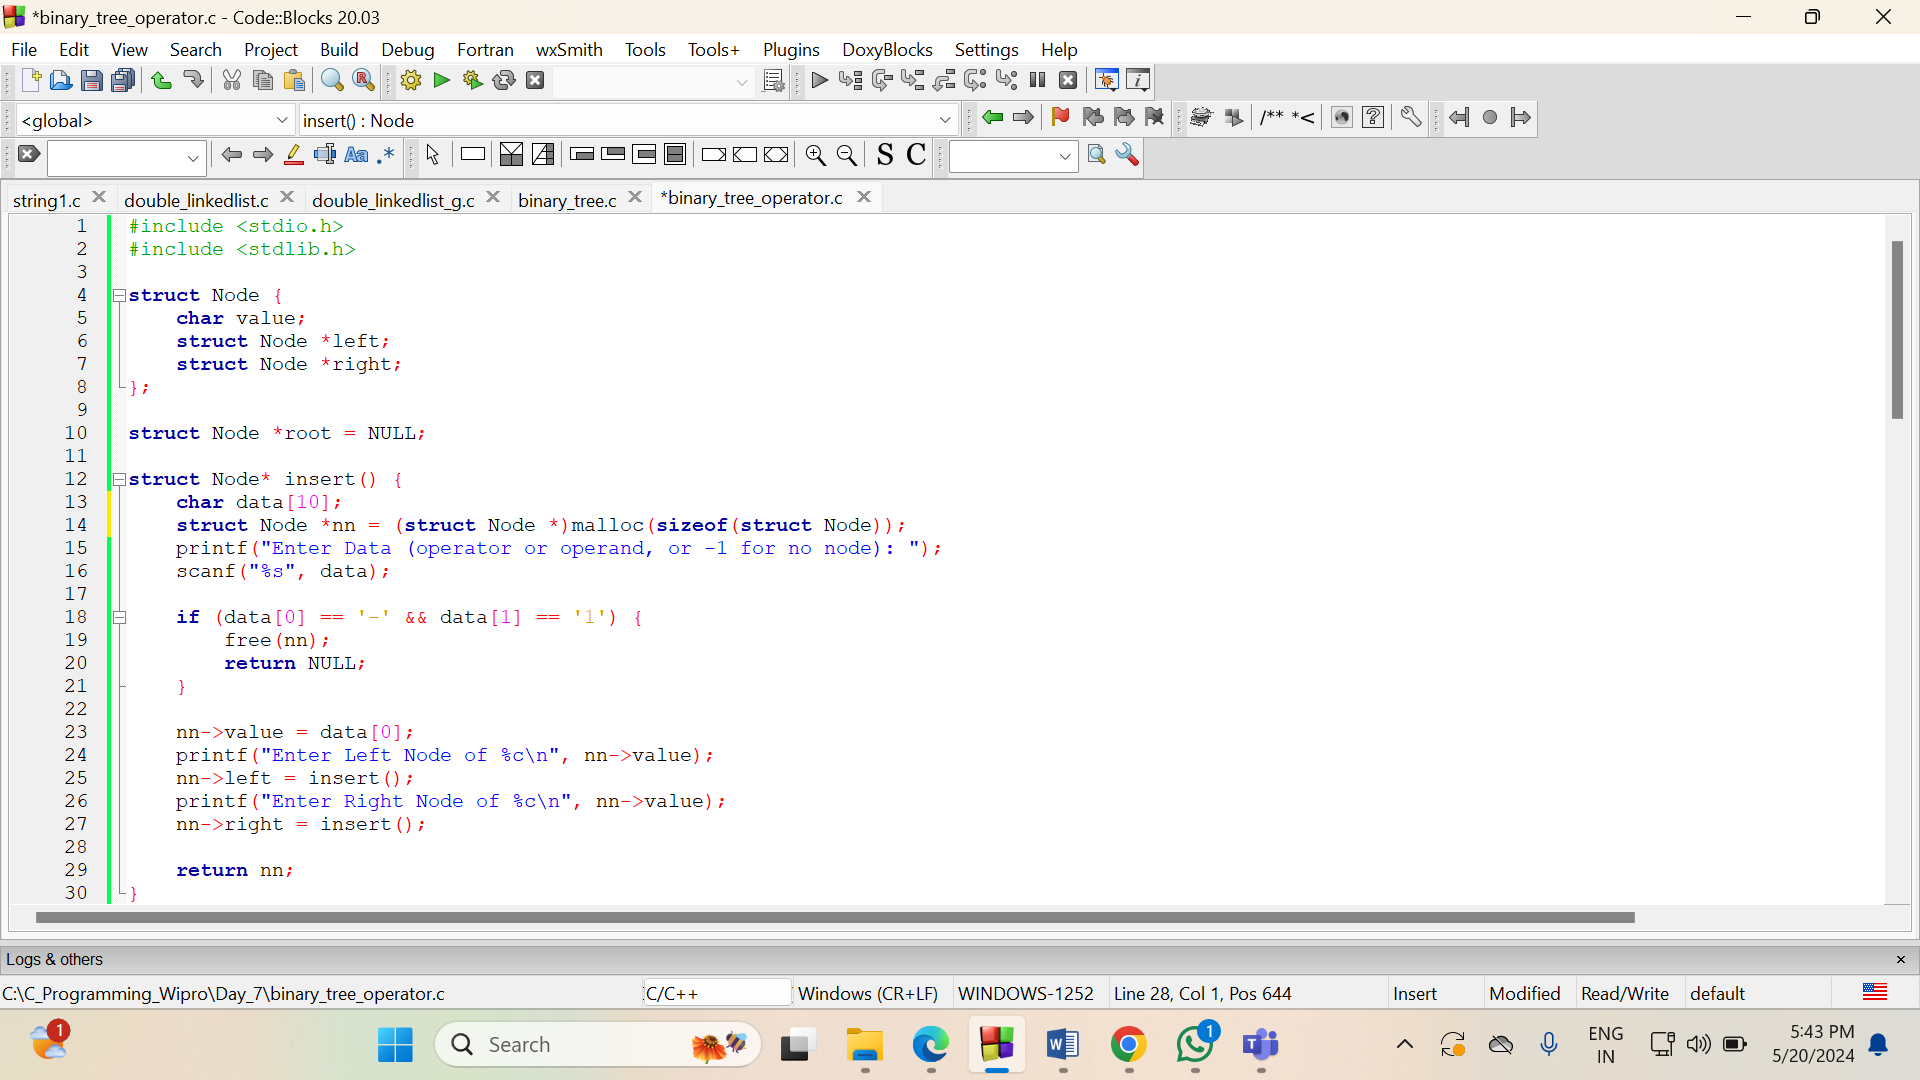 *binary_tree_operator.c - Code::Blocks 20.03
File Edit View Search Project Build Debug Fortran wxSmith Tools Tools+ Plugins DoxyBlocks Settings Help
<global> insert() : Node /** *<
Aa .* S C
string1.c double_linkedlist.c double_linkedlist_g.c binary_tree.c *binary_tree_operator.c
1 #include <stdio.h>
2 #include <stdlib.h>
3
4 struct Node {
5 char value;
6 struct Node *left;
7 struct Node *right;
8 };
9
10 struct Node *root = NULL;
11
12 struct Node* insert() {
13 char data[10];
14 struct Node *nn = (struct Node *)malloc(sizeof(struct Node));
15 printf("Enter Data (operator or operand, or -1 for no node): ");
16 scanf("%s", data);
17
18 if (data[0] == '-' && data[1] == '1') {
19 free(nn);
20 return NULL;
21 }
22
23 nn->value = data[0];
24 printf("Enter Left Node of %c\n", nn->value);
25 nn->left = insert();
26 printf("Enter Right Node of %c\n", nn->value);
27 nn->right = insert();
28
29 return nn;
30 }
Logs & others
C:\C_Programming_Wipro\Day_7\binary_tree_operator.c C/C++ Windows (CR+LF) WINDOWS-1252 Line 28, Col 1, Pos 644 Insert Modified Read/Write default
1 Search 1 ENG IN 5:43 PM
5/20/2024